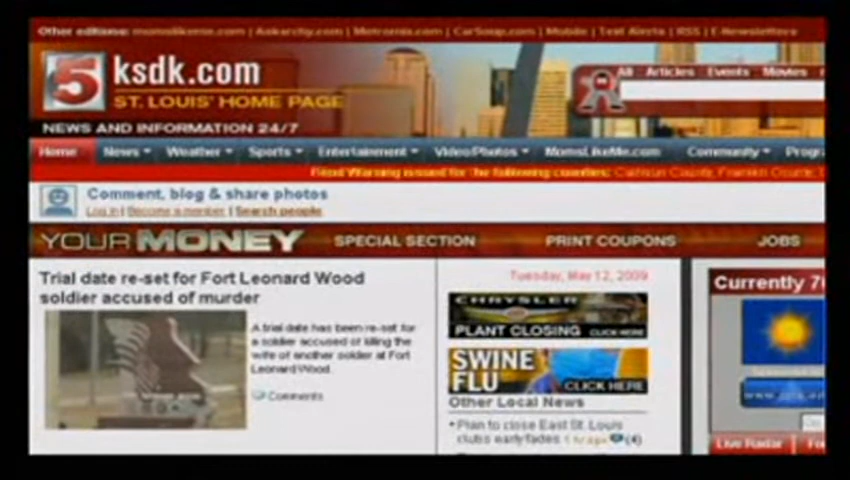 Other editions: momslikeme.com | Askarchy.com | Metromix.com | CarSoup.com | Mobile | Text Alerts | RSS | E-Newsletters
5 ksdk.com
ST. LOUIS' HOME PAGE
NEWS AND INFORMATION 24/7
All Articles Events Movies
Home News Weather Sports Entertainment Video/Photos MomsLikeMe.com Community
Flood Warning issued for the following counties: Calhoun County, Franklin County,
Comment, blog & share photos
Log in | Become a member | Search people
YOUR MONEY SPECIAL SECTION PRINT COUPONS JOBS
Trial date re-set for Fort Leonard Wood
soldier accused of murder
A trial date has been re-set for
a soldier accused of killing the
wife of another soldier at Fort
Leonard Wood.
Comments
Tuesday, May 12, 2009
CHRYSLER
PLANT CLOSING CLICK HERE
SWINE
FLU CLICK HERE
Other Local News
• Plan to close East St. Louis
clubs early fades 1 hr ago (4)
Currently
Live Radar